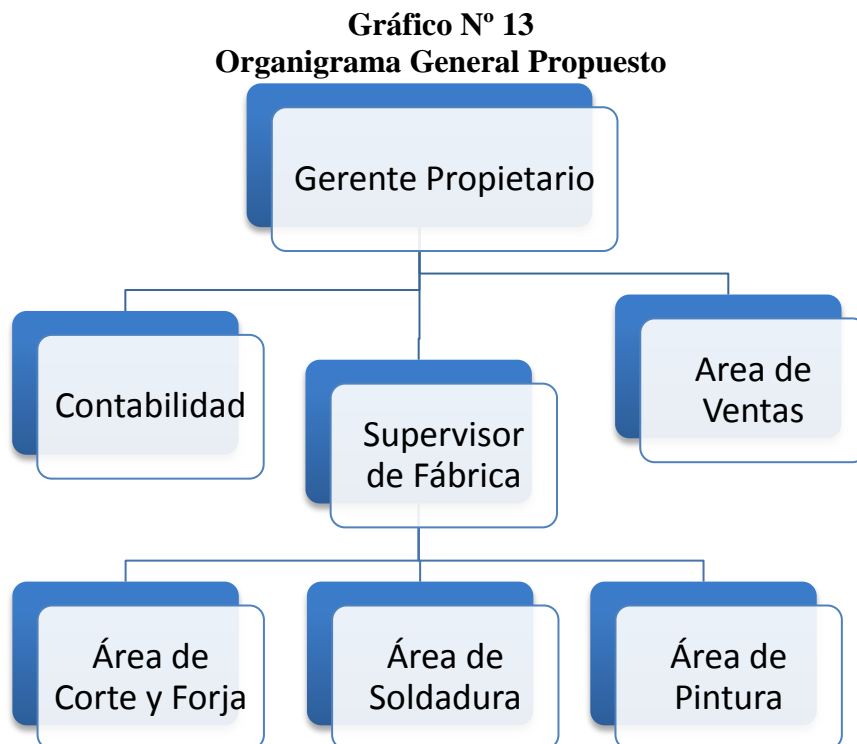 Gráfico Nº 13
Organigrama General Propuesto
Gerente Propietario
Contabilidad
Supervisor
de Fábrica
Area de
Ventas
Área de
Corte y Forja
Área de
Soldadura
Área de
Pintura